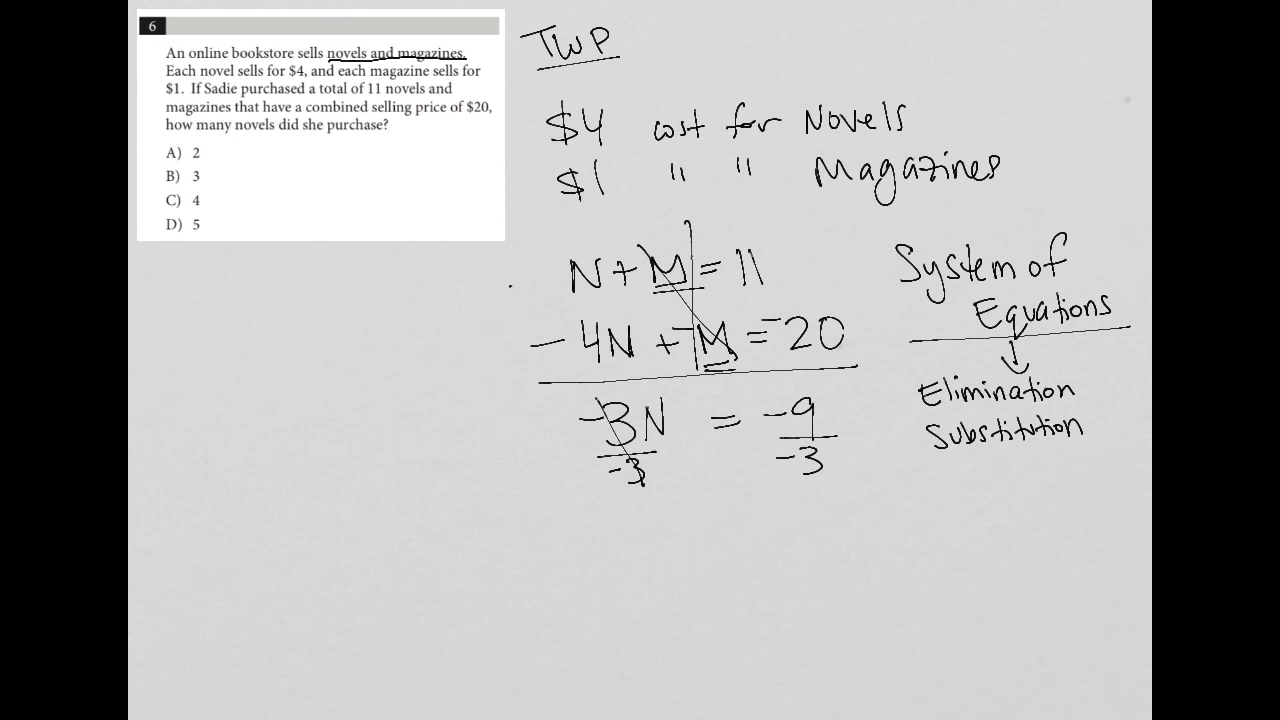 6
An online bookstore sells novels and magazines.
Each novel sells for $4, and each magazine sells for
$1. If Sadie purchased a total of 11 novels and
magazines that have a combined selling price of $20,
how many novels did she purchase?
A) 2
B) 3
C) 4
D) 5
TWP
$4 cost for Novels
$1 " " Magazines
N + M = 11
- 4N + -M = -20
-3N = -9
-3 -3
System of
Equations
Elimination
Substitution